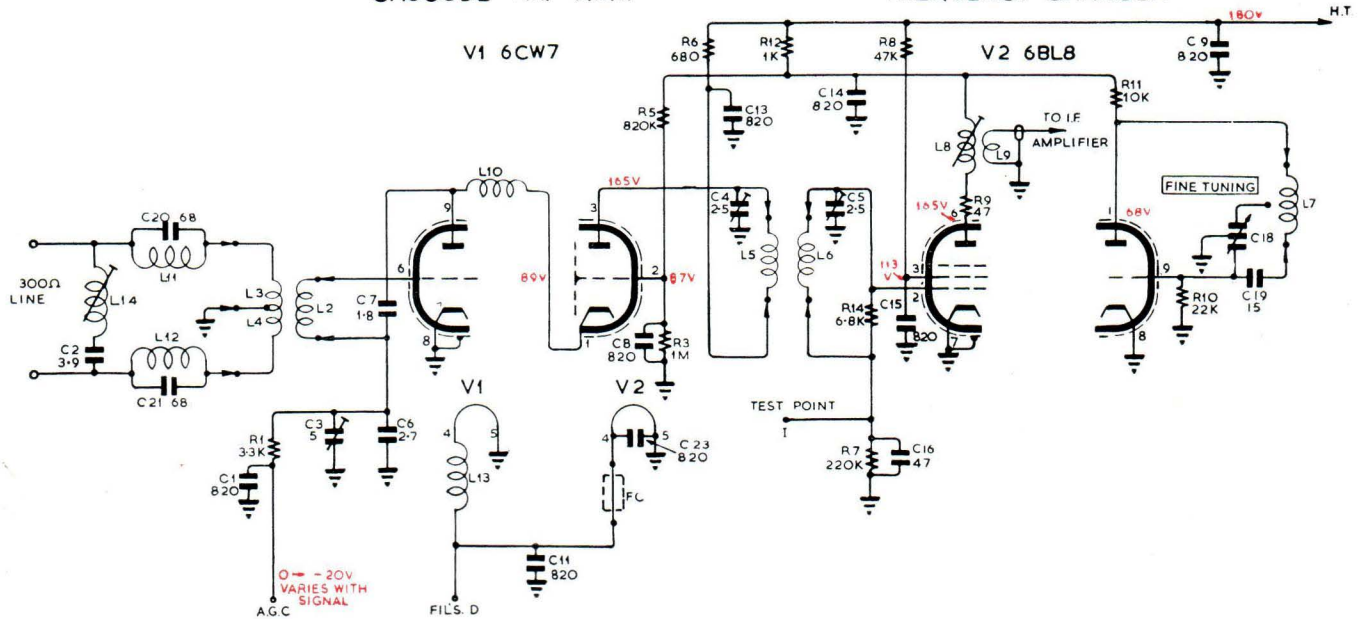 180V
H.T.
V1 6CW7
R6
680
R12
1K
R8
47K
V2 6BL8
C9
820
R5
820K
C13
820
C14
820
R11
10K
L8
L9
TO I.F.
AMPLIFIER
L10
165V
C4
2·5
C5
2·5
R9
47
FINE TUNING
L7
C20 68
L11
9
3
165V
6
1
68V
C18
300Ω
LINE
L14
L3
L4
L2
6
C7
1·8
89V
2
87V
L5
L6
113
V
3
2
9
R14
6·8K
C15
820
R10
22K
C19
15
L12
C2
3·9
C21 68
8
1
C8
820
R3
1M
7
8
V1
V2
TEST POINT
1
R1
3·3K
C3
5
C6
2·7
4
5
4
5
C23
820
R7
220K
C16
47
C1
820
L13
FC
C11
820
0 → -20V
VARIES WITH
SIGNAL
A.G.C
FILS. D